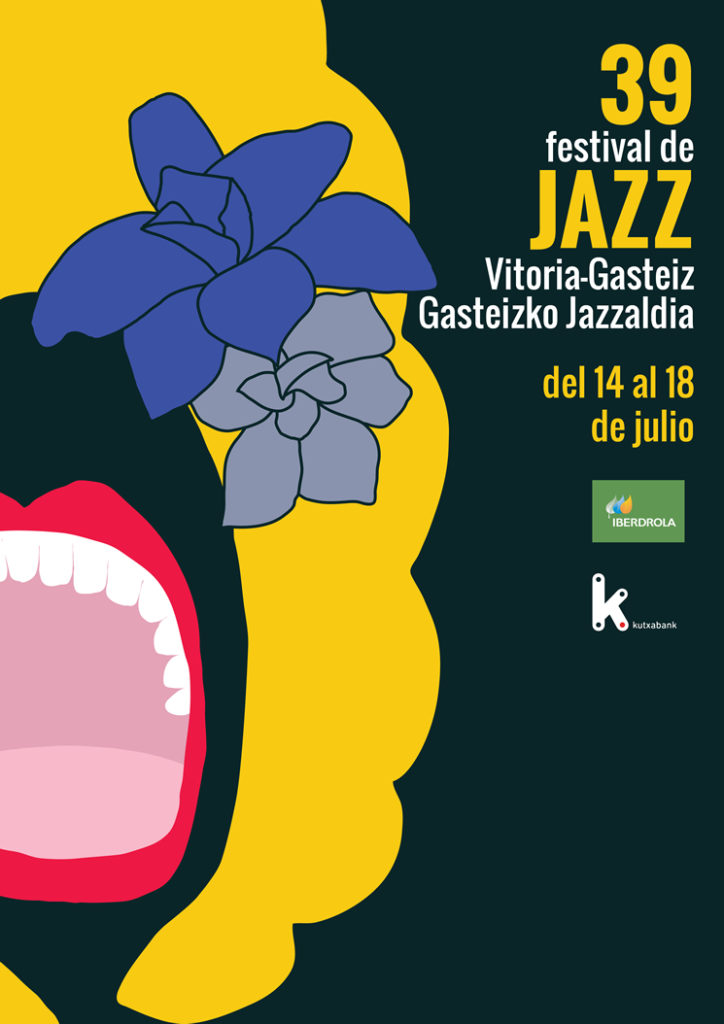 39
festival de
JAZZ
Vitoria-Gasteiz
Gasteizko Jazzaldia
del 14 al 18
de julio
IBERDROLA
k
kutxabank